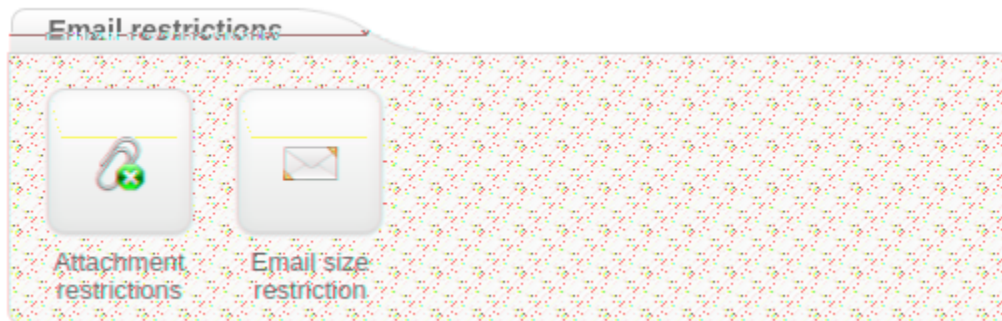 Email restrictions
Attachment
restrictions
Email size
restriction